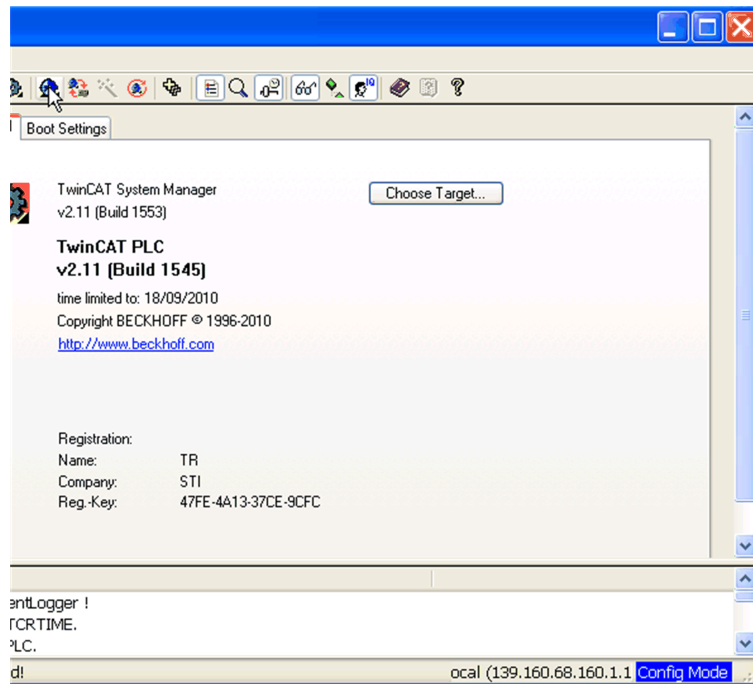 Boot Settings
TwinCAT System Manager
v2.11 (Build 1553)
Choose Target...
TwinCAT PLC
v2.11 (Build 1545)
time limited to: 18/09/2010
Copyright BECKHOFF © 1996-2010
http://www.beckhoff.com
Registration:
Name: TR
Company: STI
Reg.-Key: 47FE-4A13-37CE-9CFC
entLogger !
TCRTIME.
PLC.
d! ocal (139.160.68.160.1.1 Config Mode